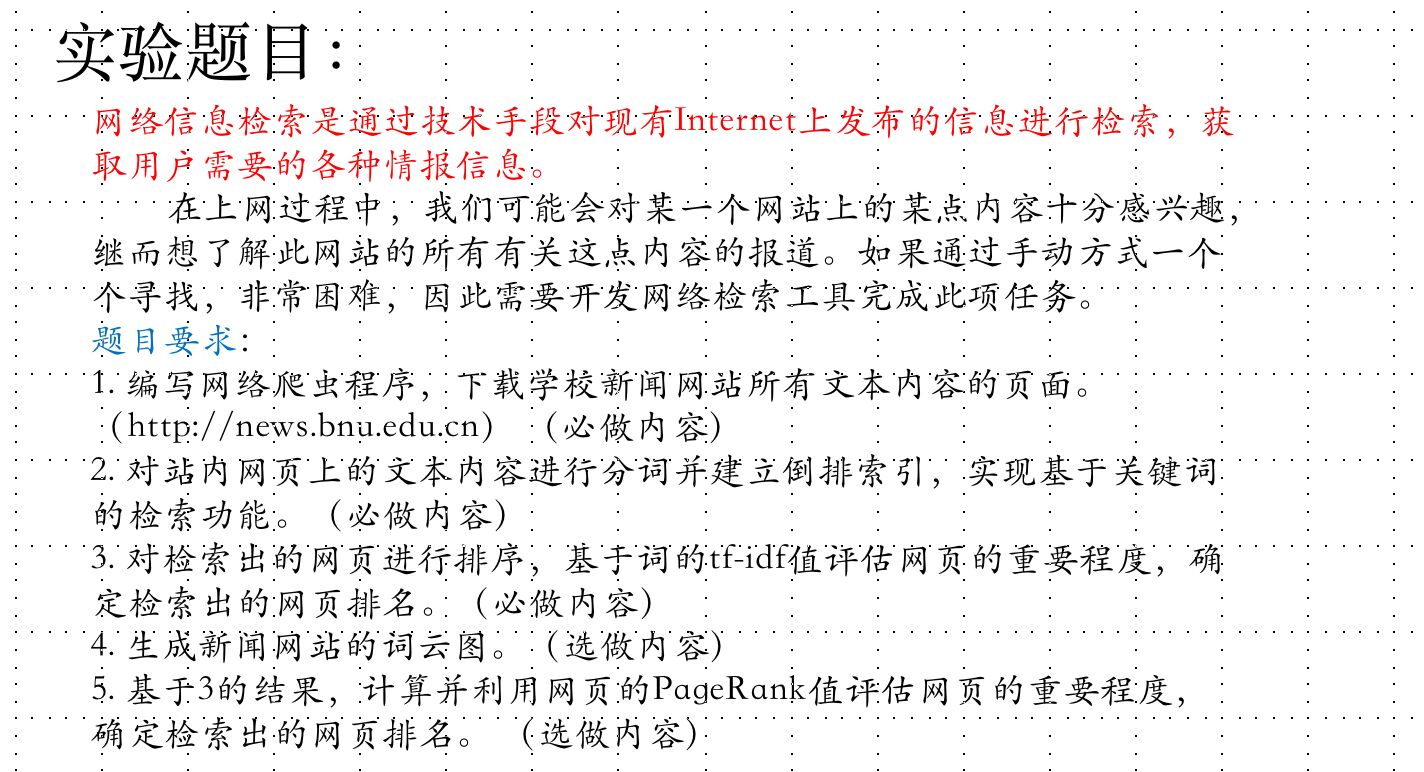 实验题目：
网络信息检索是通过技术手段对现有Internet上发布的信息进行检索，获
取用户需要的各种情报信息。
在上网过程中，我们可能会对某一个网站上的某点内容十分感兴趣，
继而想了解此网站的所有有关这点内容的报道。如果通过手动方式一个
个寻找，非常困难，因此需要开发网络检索工具完成此项任务。
题目要求：
1. 编写网络爬虫程序，下载学校新闻网站所有文本内容的页面。
（http://news.bnu.edu.cn）（必做内容）
2. 对站内网页上的文本内容进行分词并建立倒排索引，实现基于关键词
的检索功能。（必做内容）
3. 对检索出的网页进行排序，基于词的tf-idf值评估网页的重要程度，确
定检索出的网页排名。（必做内容）
4. 生成新闻网站的词云图。（选做内容）
5. 基于3的结果，计算并利用网页的PageRank值评估网页的重要程度，
确定检索出的网页排名。（选做内容）